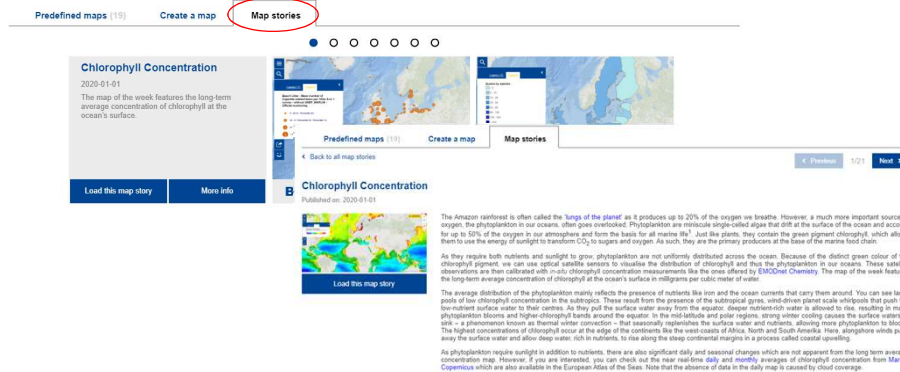 Predefined maps (19) Create a map Map stories
Chlorophyll Concentration
2020-01-01
The map of the week features the long-term
average concentration of chlorophyll at the
ocean's surface.
Load this map story More info
B
Predefined maps (19) Create a map Map stories
Back to all map stories
Previous 1/21 Next
Chlorophyll Concentration
Published on: 2020-01-01
Load this map story
The Amazon rainforest is often called the 'lungs of the planet' as it produces up to 20% of the oxygen we breathe. However, a much more important source
oxygen, the phytoplankton in our oceans, often goes overlooked. Phytoplankton are miniscule single-celled algae that drift at the surface of the ocean and acco
for up to 50% of the oxygen in our atmosphere and form the basis for all marine life1. Just like plants, they contain the green pigment chlorophyll, which allo
them to use the energy of sunlight to transform CO2 to sugars and oxygen. As such, they are the primary producers at the base of the marine food chain.
As they require both nutrients and sunlight to grow, phytoplankton are not uniformly distributed across the ocean. Because of the distinct green colour of
chlorophyll pigment, we can use optical satellite sensors to visualise the distribution of chlorophyll and thus the phytoplankton in our oceans. These satel
observations are then calibrated with in-situ chlorophyll concentration measurements like the ones offered by EMODnet Chemistry. The map of the week featu
the long-term average concentration of chlorophyll at the ocean's surface in milligrams per cubic meter of water.
The average distribution of the phytoplankton mainly reflects the presence of nutrients like iron and the ocean currents that carry them around. You can see lar
pools of low chlorophyll concentration in the subtropics. These result from the presence of the subtropical gyres, wind-driven planet scale whirlpools that push
low-nutrient surface water to their centres. As they pull the surface water away from the equator, deeper nutrient-rich water is allowed to rise, resulting in ma
phytoplankton blooms and higher-chlorophyll bands around the equator. In the mid-latitude and polar regions, strong winter cooling causes the surface waters
sink – a phenomenon known as thermal winter convection – that seasonally replenishes the surface water and nutrients, allowing more phytoplankton to bloo
The highest concentrations of chlorophyll occur at the edge of the continents like the west-coasts of Africa, North and South Amerika. Here, alongshore winds pu
away the surface water and allow deep water, rich in nutrients, to rise along the steep continental margins in a process called coastal upwelling.
As phytoplankton require sunlight in addition to nutrients, there are also significant daily and seasonal changes which are not apparent from the long term avera
concentration map. However, if you are interested, you can check out the near real-time daily and monthly averages of chlorophyll concentration from Mar
Copernicus which are also available in the European Atlas of the Seas. Note that the absence of data in the daily map is caused by cloud coverage.